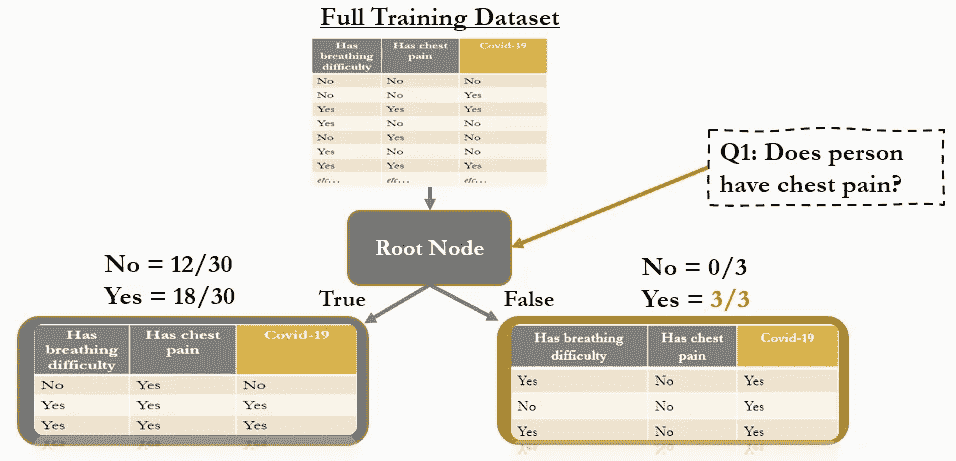 Full Training Dataset
Has breathing difficulty Has chest pain Covid-19
No No No
No No Yes
Yes Yes Yes
Yes No No
No Yes No
Yes No No
Yes Yes Yes
etc... etc... etc...
Q1: Does person
have chest pain?
Root Node
No = 12/30
Yes = 18/30
True
False
No = 0/3
Yes = 3/3
Has breathing difficulty Has chest pain Covid-19
No Yes No
Yes Yes Yes
Yes Yes Yes
Has breathing difficulty Has chest pain Covid-19
Yes No Yes
No No Yes
Yes No Yes